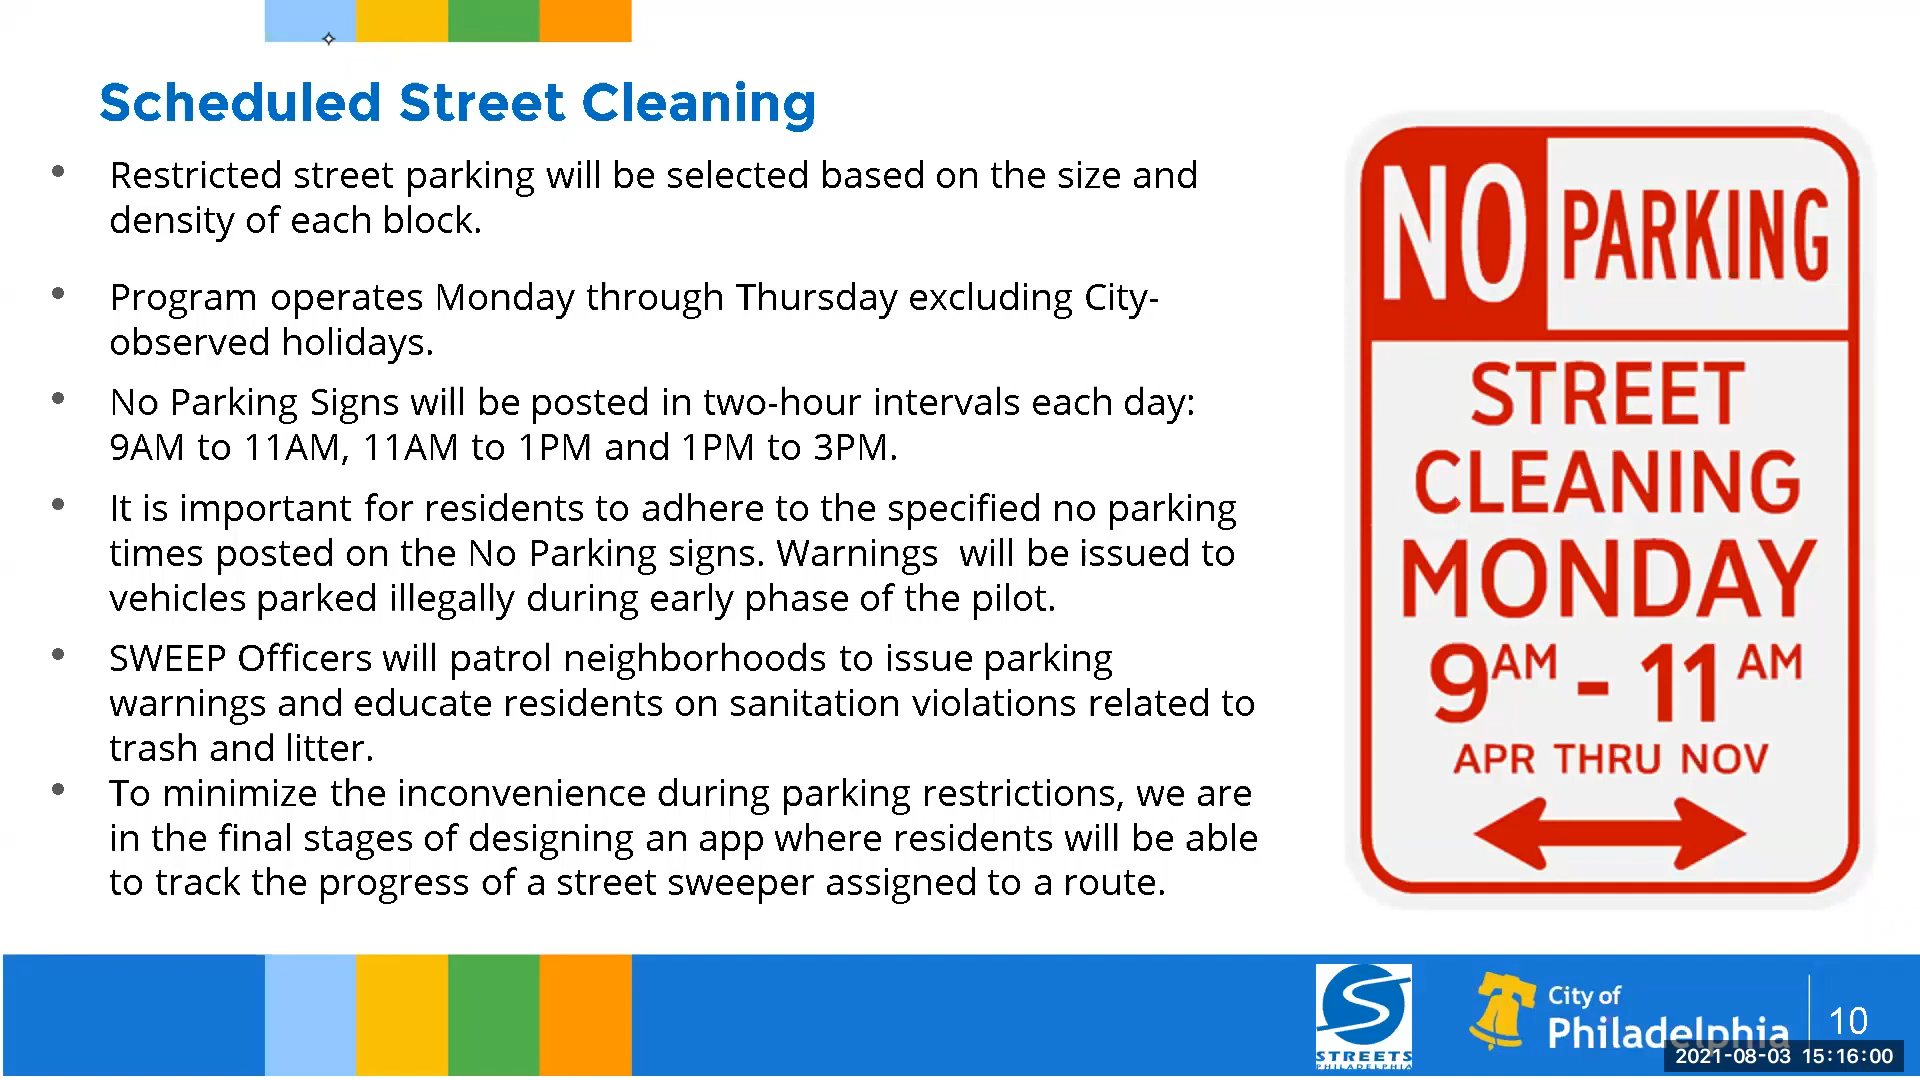 Scheduled Street Cleaning
• Restricted street parking will be selected based on the size and
density of each block.
• Program operates Monday through Thursday excluding City-
observed holidays.
• No Parking Signs will be posted in two-hour intervals each day:
9AM to 11AM, 11AM to 1PM and 1PM to 3PM.
• It is important for residents to adhere to the specified no parking
times posted on the No Parking signs. Warnings  will be issued to
vehicles parked illegally during early phase of the pilot.
• SWEEP Officers will patrol neighborhoods to issue parking
warnings and educate residents on sanitation violations related to
trash and litter.
• To minimize the inconvenience during parking restrictions, we are
in the final stages of designing an app where residents will be able
to track the progress of a street sweeper assigned to a route.
NO PARKING
STREET
CLEANING
MONDAY
9AM - 11 AM
APR THRU NOV
STREETS
PHILADELPHIA
City of
Philadelphia
10
2021-08-03 15:16:00